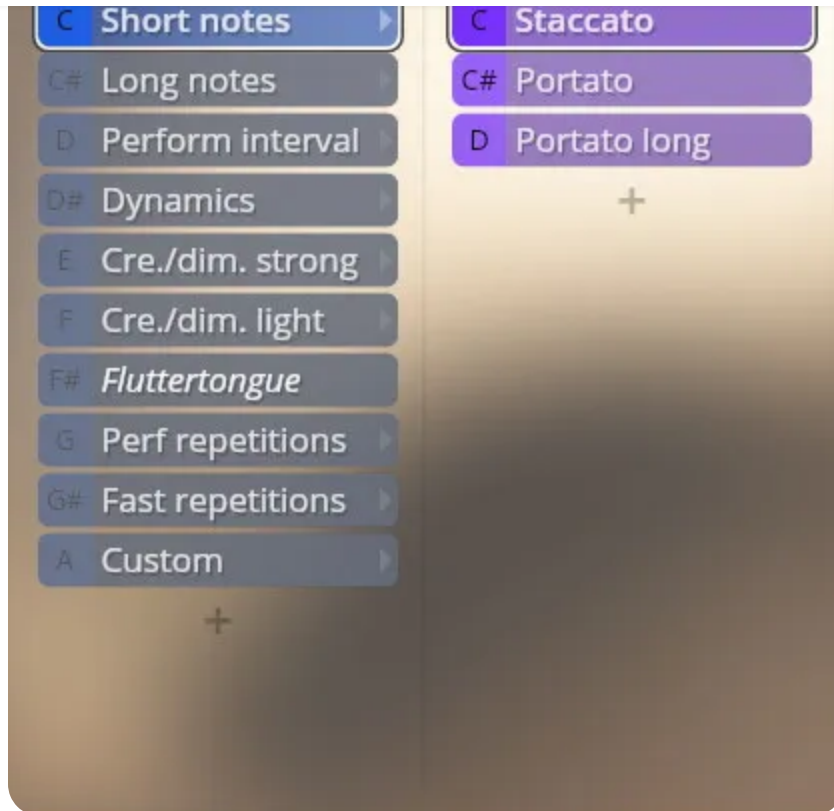 C Short notes
C# Long notes
D Perform interval
D# Dynamics
E Cre./dim. strong
F Cre./dim. light
F# Fluttertongue
G Perf repetitions
G# Fast repetitions
A Custom
+
C Staccato
C# Portato
D Portato long
+